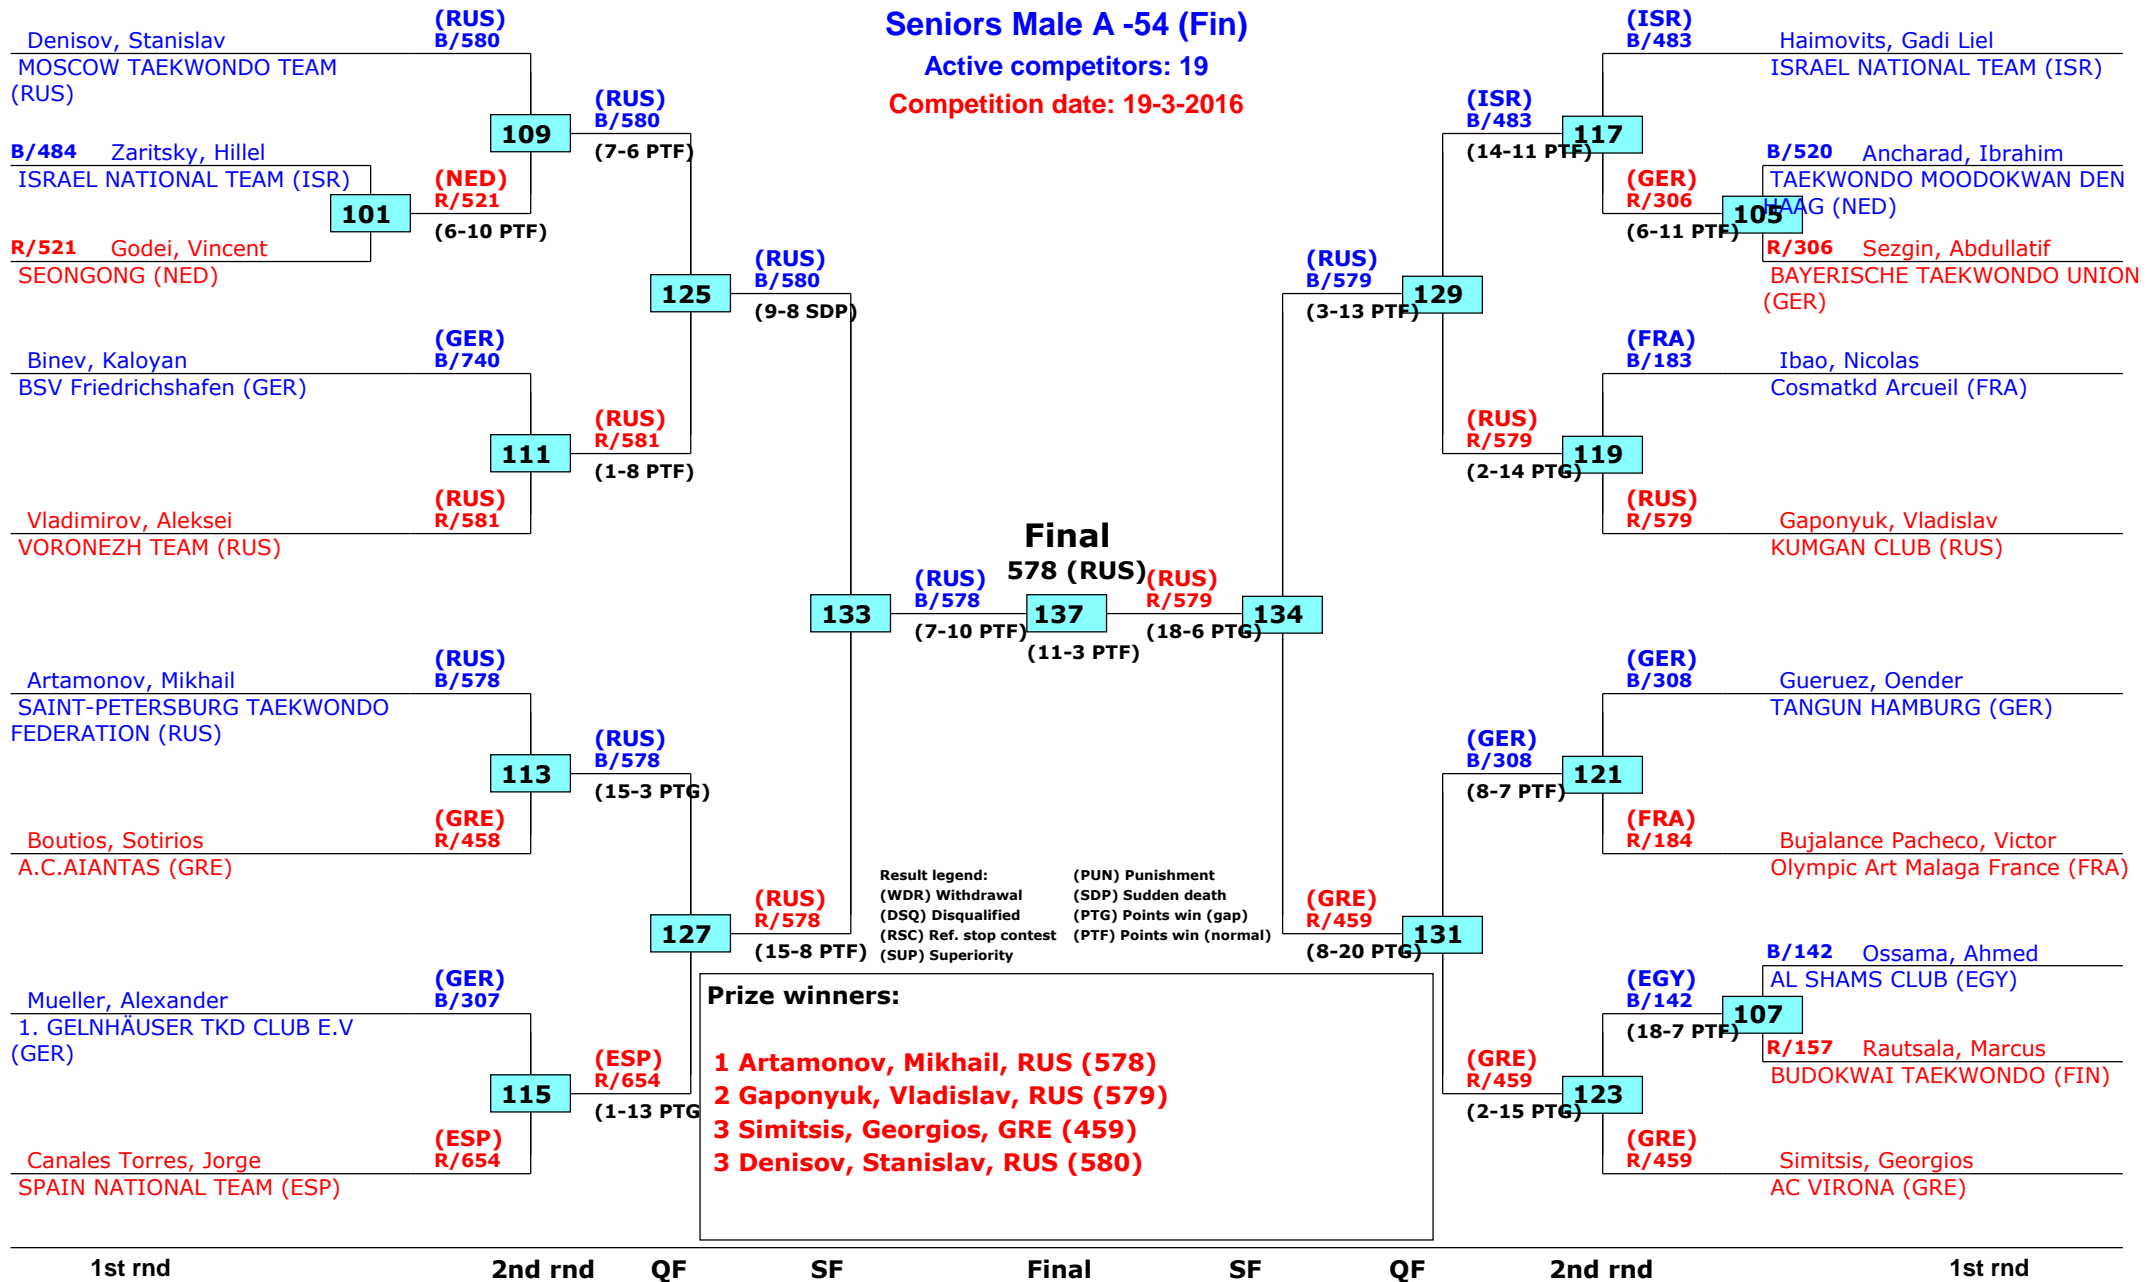 Seniors Male A -54 (Fin)
Active competitors: 19
Competition date: 19-3-2016
(RUS)
B/580
Denisov, Stanislav
MOSCOW TAEKWONDO TEAM
(RUS)
109
(RUS)
B/580
(7-6 PTF)
B/484 Zaritsky, Hillel
ISRAEL NATIONAL TEAM (ISR)
101
(NED)
R/521
(6-10 PTF)
R/521 Godei, Vincent
SEONGONG (NED)
125
(RUS)
B/580
(9-8 SDP)
(GER)
B/740
Binev, Kaloyan
BSV Friedrichshafen (GER)
111
(RUS)
R/581
(1-8 PTF)
(RUS)
R/581
Vladimirov, Aleksei
VORONEZH TEAM (RUS)
133
(RUS)
B/578
(7-10 PTF)
(RUS)
B/578
Artamonov, Mikhail
SAINT-PETERSBURG TAEKWONDO
FEDERATION (RUS)
113
(RUS)
B/578
(15-3 PTG)
(GRE)
R/458
Boutios, Sotirios
A.C.AIANTAS (GRE)
127
(RUS)
R/578
(15-8 PTF)
(GER)
B/307
Mueller, Alexander
1. GELNHÄUSER TKD CLUB E.V
(GER)
115
(ESP)
R/654
(1-13 PTG
(ESP)
R/654
Canales Torres, Jorge
SPAIN NATIONAL TEAM (ESP)
Final
578 (RUS)
137
(11-3 PTF)
(RUS)
R/579
(18-6 PTG)
134
(ISR)
B/483
Haimovits, Gadi Liel
ISRAEL NATIONAL TEAM (ISR)
(ISR)
B/483
(14-11 PTF)
117
B/520 Ancharad, Ibrahim
TAEKWONDO MOODOKWAN DEN
HAAG (NED)
(GER)
R/306
(6-11 PTF)
105
R/306 Sezgin, Abdullatif
BAYERISCHE TAEKWONDO UNION
(GER)
(RUS)
B/579
(3-13 PTF)
129
(FRA)
B/183
Ibao, Nicolas
Cosmatkd Arcueil (FRA)
(RUS)
R/579
(2-14 PTG)
119
(RUS)
R/579
Gaponyuk, Vladislav
KUMGAN CLUB (RUS)
(GER)
B/308
Gueruez, Oender
TANGUN HAMBURG (GER)
(GER)
B/308
(8-7 PTF)
121
(FRA)
R/184
Bujalance Pacheco, Victor
Olympic Art Malaga France (FRA)
(GRE)
R/459
(8-20 PTG)
131
B/142 Ossama, Ahmed
AL SHAMS CLUB (EGY)
(EGY)
B/142
(18-7 PTF)
107
R/157 Rautsala, Marcus
BUDOKWAI TAEKWONDO (FIN)
(GRE)
R/459
(2-15 PTG)
123
(GRE)
R/459
Simitsis, Georgios
AC VIRONA (GRE)
Result legend: (PUN) Punishment
(WDR) Withdrawal (SDP) Sudden death
(DSQ) Disqualified (PTG) Points win (gap)
(RSC) Ref. stop contest (PTF) Points win (normal)
(SUP) Superiority
Prize winners:
1 Artamonov, Mikhail, RUS (578)
2 Gaponyuk, Vladislav, RUS (579)
3 Simitsis, Georgios, GRE (459)
3 Denisov, Stanislav, RUS (580)
1st rnd 2nd rnd QF SF Final SF QF 2nd rnd 1st rnd